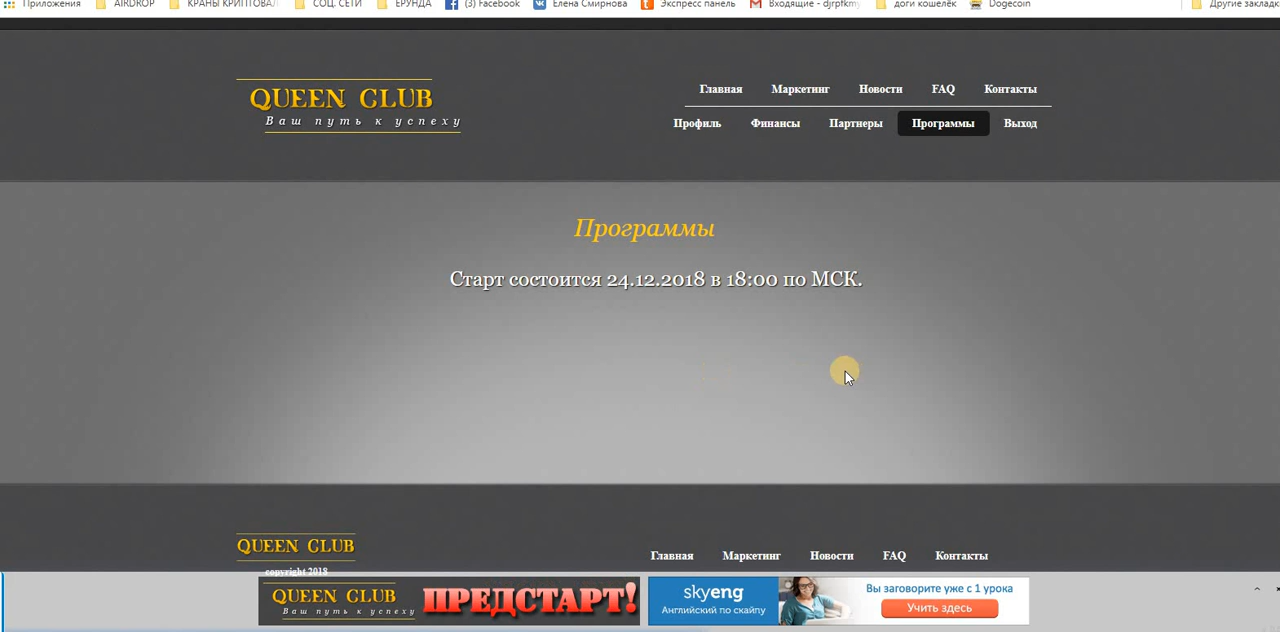 Приложения AIRDROP КРАНЫ КРИПТОВАЛ СОЦ. СЕТИ ЕРУНДА (3) Facebook Елена Смирнова Экспресс панель Входящие - djrpfkmy доги кошелёк Dogecoin Другие закладк
QUEEN CLUB
Ваш путь к успеху
Главная Маркетинг Новости FAQ Контакты
Профиль Финансы Партнеры Программы Выход
Программы
Старт состоится 24.12.2018 в 18:00 по МСК.
QUEEN CLUB
copyright 2018
Главная Маркетинг Новости FAQ Контакты
QUEEN CLUB
Ваш путь к успеху
ПРЕДСТАРТ!
skyeng
Английский по скайпу
Вы заговорите уже с 1 урока
Учить здесь